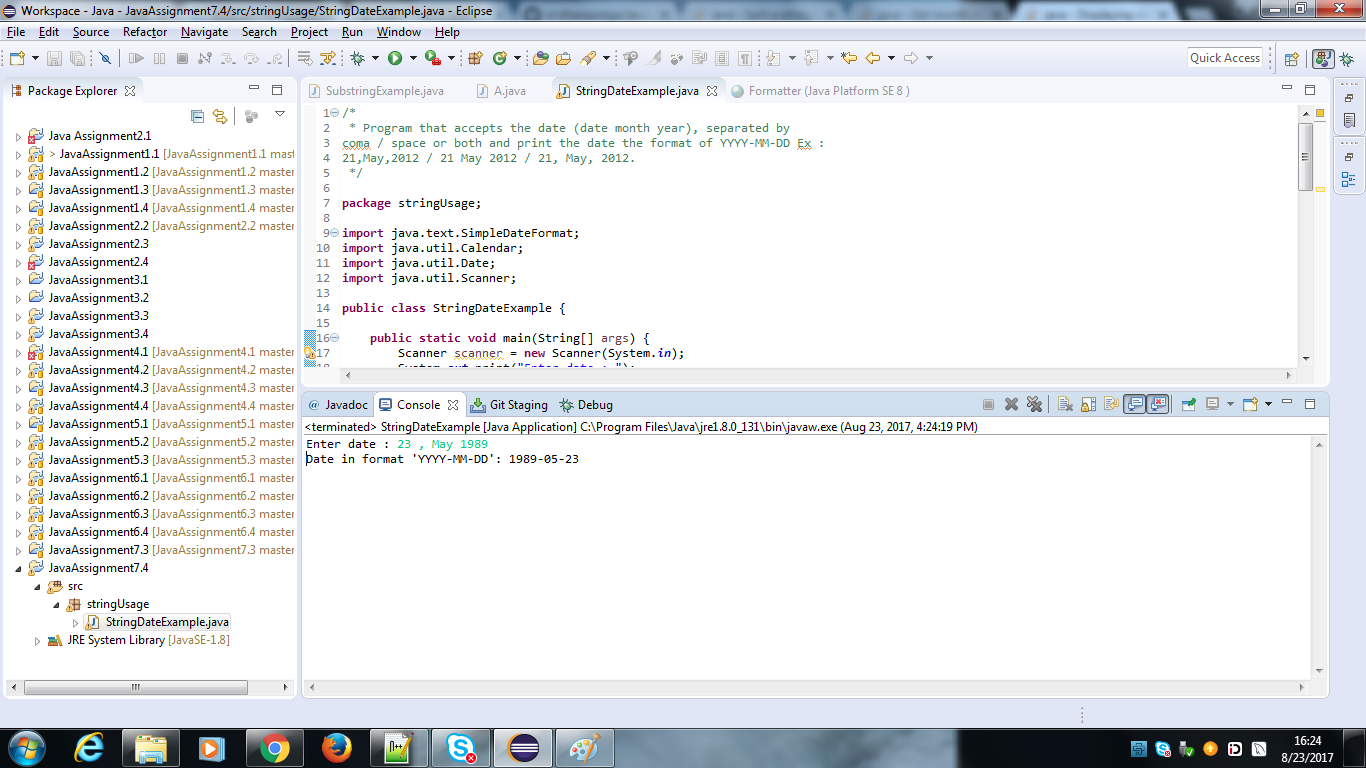 Workspace - Java - JavaAssignment7.4/src/stringUsage/StringDateExample.java - Eclipse
File Edit Source Refactor Navigate Search Project Run Window Help
Quick Access
Package Explorer
Java Assignment2.1
> JavaAssignment1.1 [JavaAssignment1.1 mast
JavaAssignment1.2 [JavaAssignment1.2 master
JavaAssignment1.3 [JavaAssignment1.3 master
JavaAssignment1.4 [JavaAssignment1.4 master
JavaAssignment2.2 [JavaAssignment2.2 master
JavaAssignment2.3
JavaAssignment2.4
JavaAssignment3.1
JavaAssignment3.2
JavaAssignment3.3
JavaAssignment3.4
JavaAssignment4.1 [JavaAssignment4.1 master
JavaAssignment4.2 [JavaAssignment4.2 master
JavaAssignment4.3 [JavaAssignment4.3 master
JavaAssignment4.4 [JavaAssignment4.4 master
JavaAssignment5.1 [JavaAssignment5.1 master
JavaAssignment5.2 [JavaAssignment5.2 master
JavaAssignment5.3 [JavaAssignment5.3 master
JavaAssignment6.1 [JavaAssignment6.1 master
JavaAssignment6.2 [JavaAssignment6.2 master
JavaAssignment6.3 [JavaAssignment6.3 master
JavaAssignment6.4 [JavaAssignment6.4 master
JavaAssignment7.3 [JavaAssignment7.3 master
JavaAssignment7.4
src
stringUsage
StringDateExample.java
JRE System Library [JavaSE-1.8]
SubstringExample.java A.java StringDateExample.java Formatter (Java Platform SE 8 )
1 /*
2 * Program that accepts the date (date month year), separated by
3 coma / space or both and print the date the format of YYYY-MM-DD Ex :
4 21,May,2012 / 21 May 2012 / 21, May, 2012.
5 */
6
7 package stringUsage;
8
9 import java.text.SimpleDateFormat;
10 import java.util.Calendar;
11 import java.util.Date;
12 import java.util.Scanner;
13
14 public class StringDateExample {
15
16 public static void main(String[] args) {
17 Scanner scanner = new Scanner(System.in);
18 System.out.print("Enter date : ");
@ Javadoc Console Git Staging Debug
<terminated> StringDateExample [Java Application] C:\Program Files\Java\jre1.8.0_131\bin\javaw.exe (Aug 23, 2017, 4:24:19 PM)
Enter date : 23 , May 1989
Date in format 'YYYY-MM-DD': 1989-05-23
16:24
8/23/2017